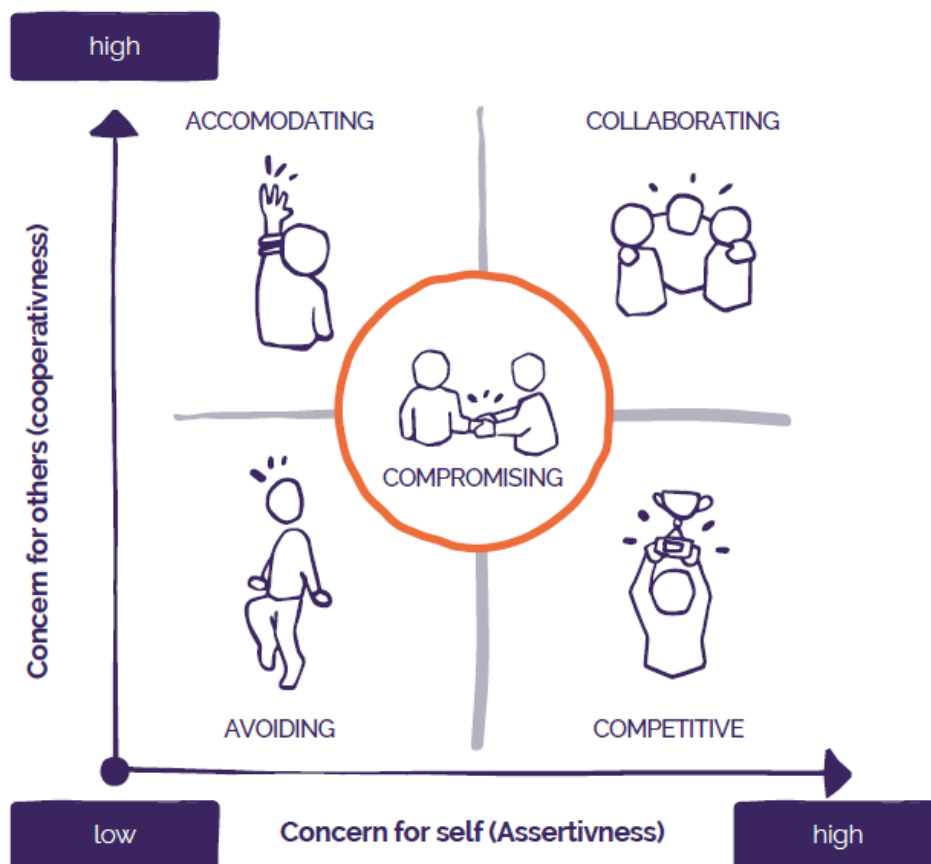 high
ACCOMODATING
COLLABORATING
Concern for others (cooperativness)
COMPROMISING
AVOIDING
COMPETITIVE
low
Concern for self (Assertivness)
high